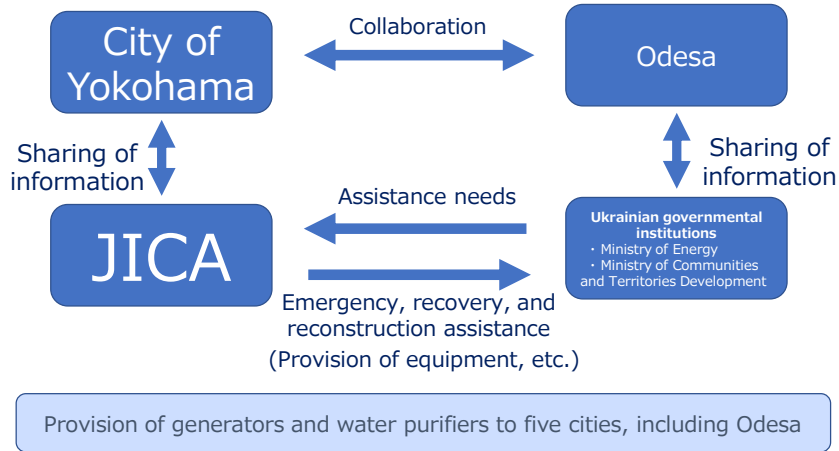 City of
Yokohama
Collaboration
Odesa
Sharing of
information
Sharing of
information
JICA
Assistance needs
Ukrainian governmental
institutions
・Ministry of Energy
・Ministry of Communities
and Territories Development
Emergency, recovery, and
reconstruction assistance
(Provision of equipment, etc.)
Provision of generators and water purifiers to five cities, including Odesa